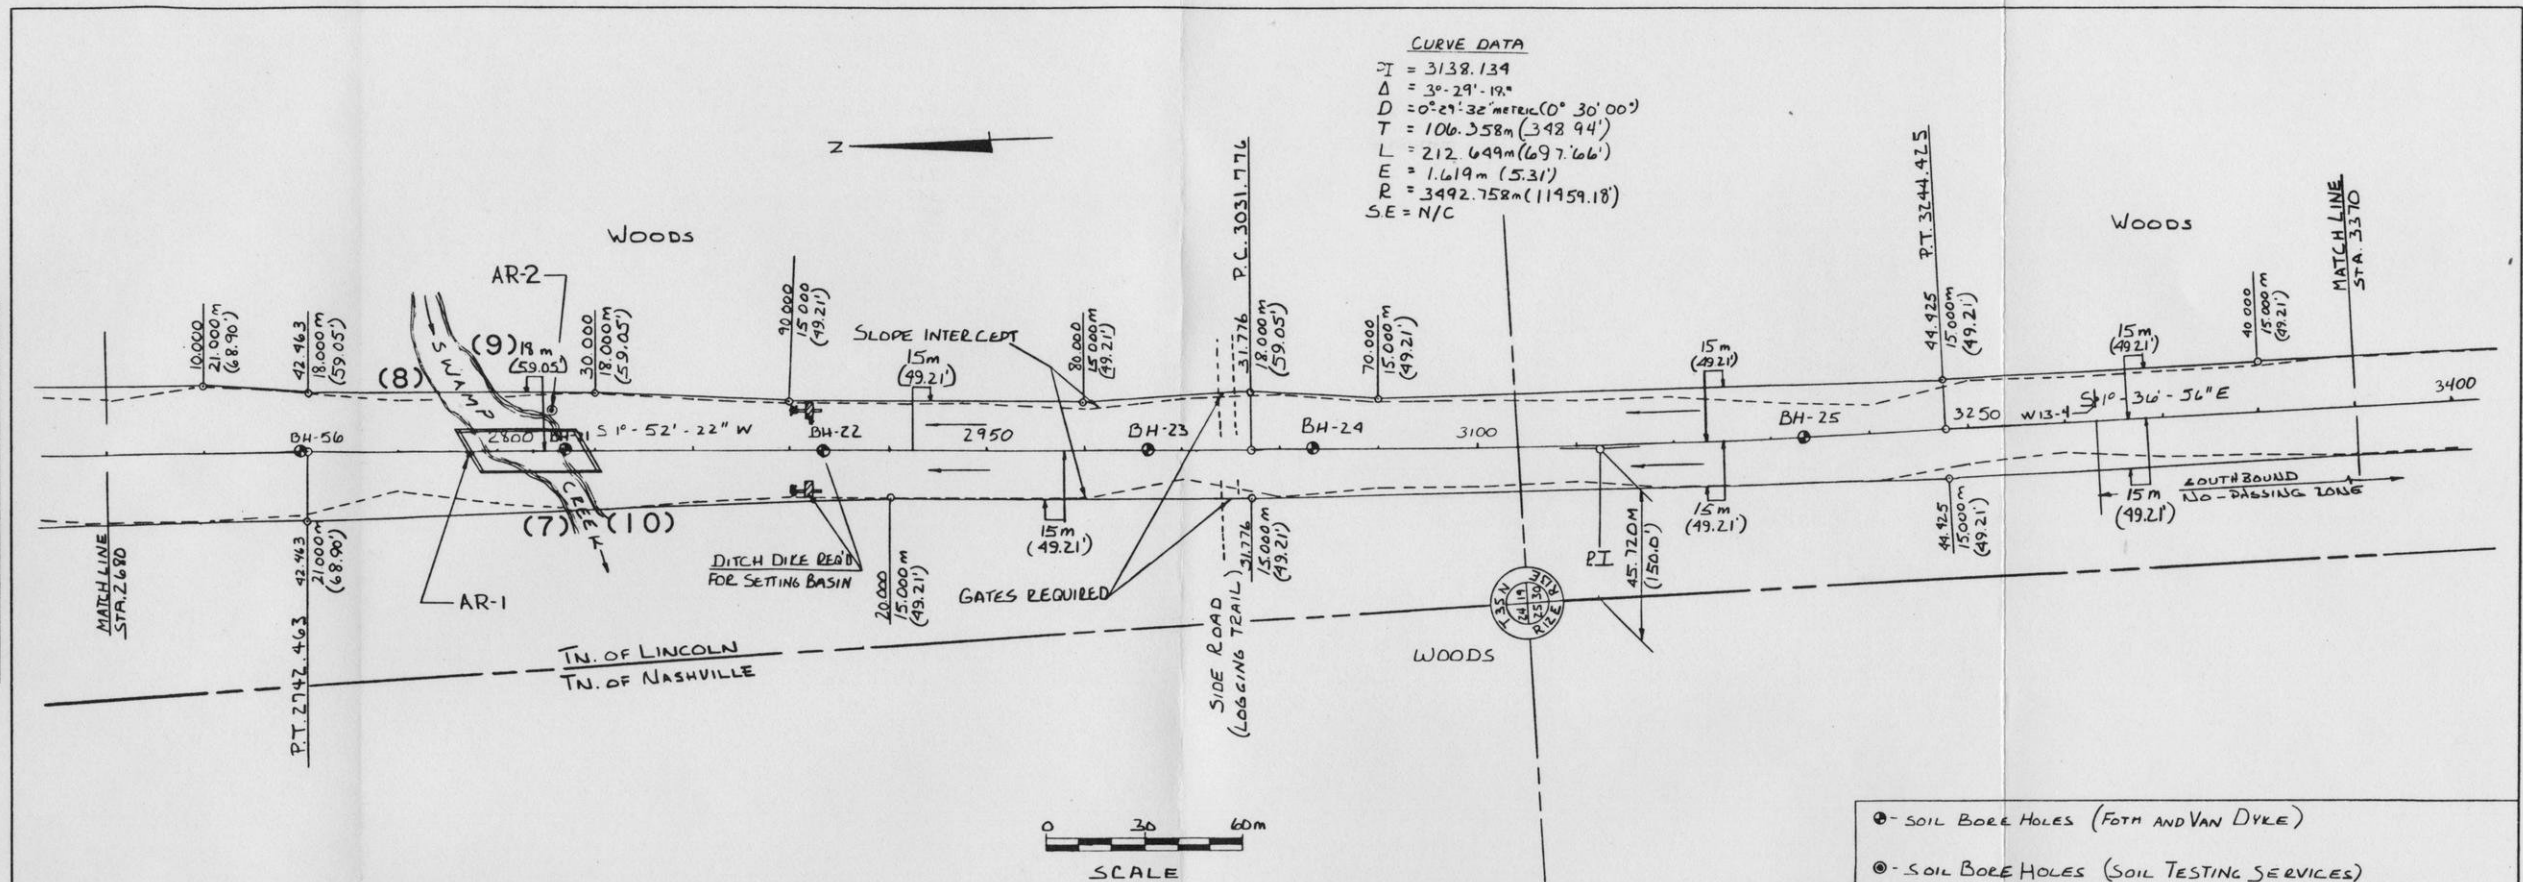 CURVE DATA
PI = 3138.134
Δ = 3°-29'-19"
D = 0°-29'-32" METRIC (0° 30' 00")
T = 106.358m (348.94')
L = 212.649m (697.66')
E = 1.619m (5.31')
R = 3492.758m (11459.18')
S.E = N/C
Z
WOODS
WOODS
AR-2
10.000
21.000m
(68.90')
42.463
18.000m
(59.05')
(8)
SWAMP
CREEK
(9)
18m
(59.05')
30.000
18.000m
(59.05')
90.000
15.000
(49.21')
SLOPE INTERCEPT
15m
(49.21')
80.000
15.000m
(49.21')
P.C. 3031.776
31.776
18.000m
(59.05')
70.000
15.000m
(49.21')
15m
(49.21')
P.T. 3244.425
44.425
15.000m
(49.21')
15m
(49.21')
40.000
15.000m
(49.21')
MATCH LINE
STA. 3370
BH-56
2800
BH-21
S 1°-52'-22" W
BH-22
2950
BH-23
BH-24
3100
BH-25
3250
W13-4
S 1°-36'-56" E
3400
(7)
(10)
AR-1
MATCH LINE
STA. 2680
42.463
21.000m
(68.90')
P.T. 2742.463
DITCH DIKE REQ'D
FOR SETTING BASIN
20.000
15.000m
(49.21')
15m
(49.21')
GATES REQUIRED
31.776
15.000m
(49.21')
SIDE ROAD
(LOGGING TRAIL)
P.I
45.720M
(150.0')
15m
(49.21')
44.425
15.000m
(49.21')
15m
(49.21')
SOUTHBOUND
NO-PASSING ZONE
T35N
R13E
R12E
24 19
25 30
WOODS
TN. OF LINCOLN
TN. OF NASHVILLE
0 30 60m
SCALE
- SOIL BORE HOLES (FOTH AND VAN DYKE)
- SOIL BORE HOLES (SOIL TESTING SERVICES)